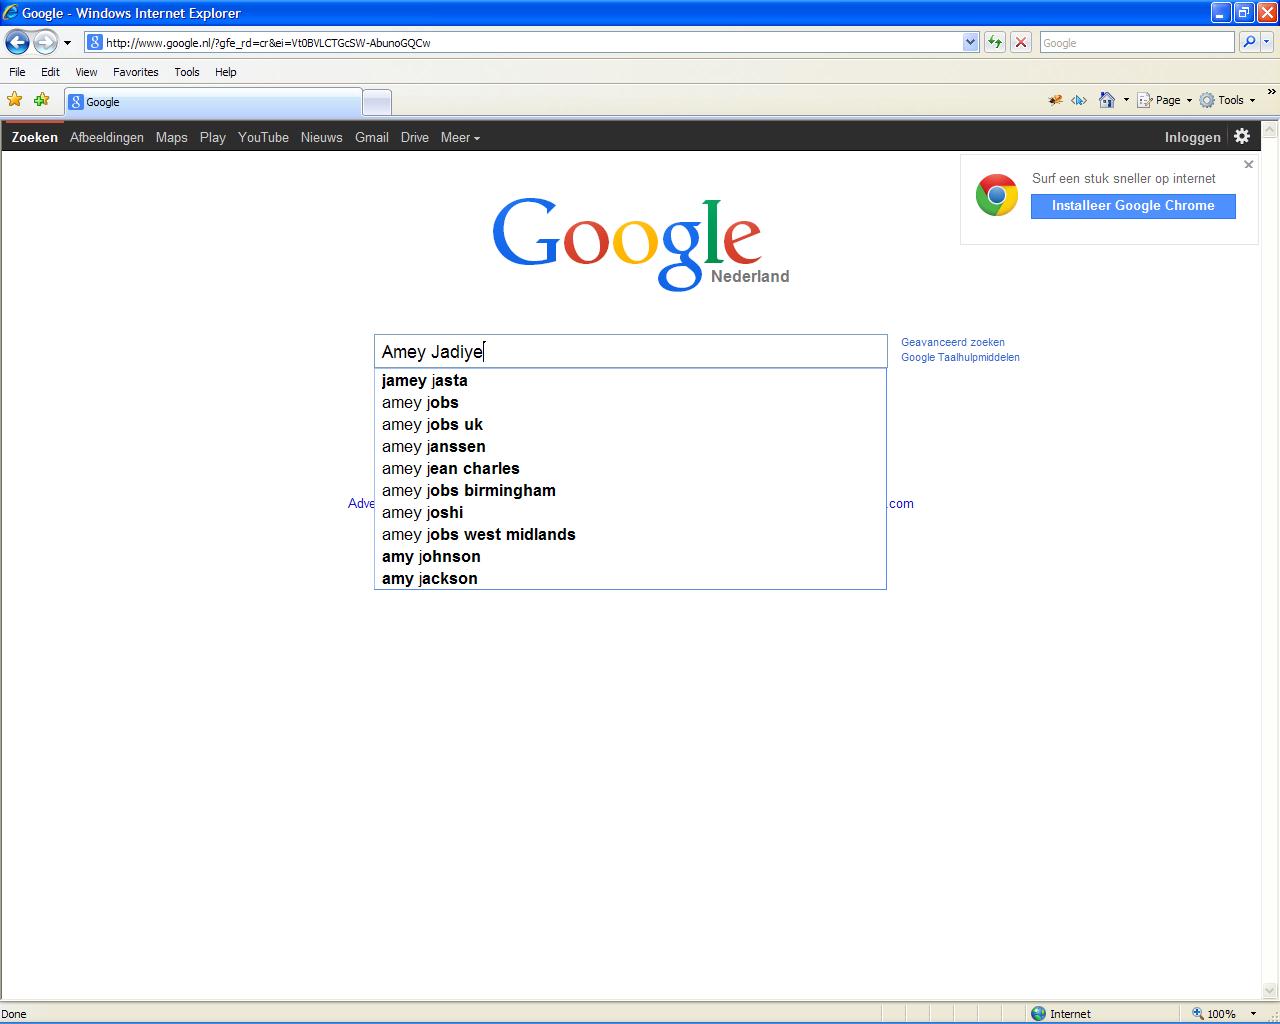 Google - Windows Internet Explorer
http://www.google.nl/?gfe_rd=cr&ei=Vt0BVLCTGcSW-AbunoGQCw
Google
File Edit View Favorites Tools Help
Google
Page Tools
Zoeken Afbeeldingen Maps Play YouTube Nieuws Gmail Drive Meer
Inloggen
Surf een stuk sneller op internet
Installeer Google Chrome
Google
Nederland
Amey Jadiye
Geavanceerd zoeken
Google Taalhulpmiddelen
jamey jasta
amey jobs
amey jobs uk
amey janssen
amey jean charles
amey jobs birmingham
Adve .com
amey joshi
amey jobs west midlands
amy johnson
amy jackson
Done
Internet
100%